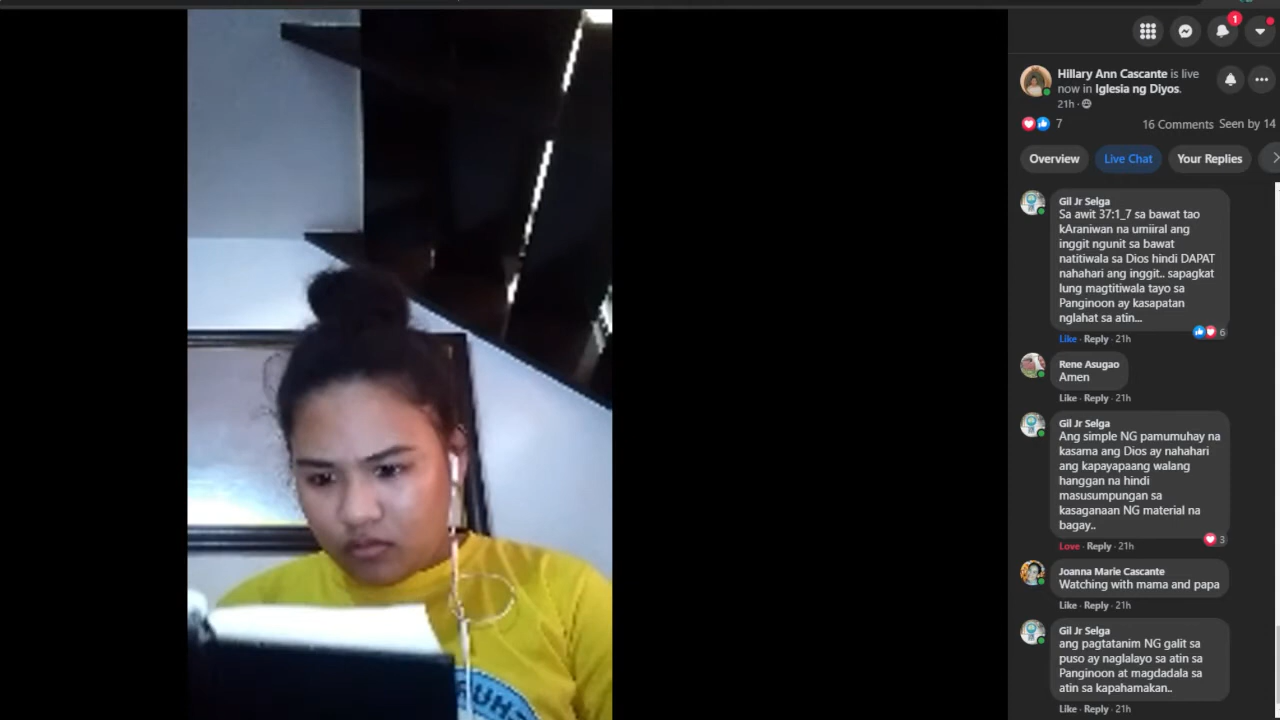 1
Hillary Ann Cascante is live
now in Iglesia ng Diyos.
21h ·
7
16 Comments Seen by 14
Overview
Live Chat
Your Replies
Gil Jr Selga
Sa awit 37:1_7 sa bawat tao
kAraniwan na umiiral ang
inggit ngunit sa bawat
natitiwala sa Dios hindi DAPAT
nahahari ang inggit.. sapagkat
lung magtitiwala tayo sa
Panginoon ay kasapatan
nglahat sa atin...
6
Like · Reply · 21h
Rene Asugao
Amen
Like · Reply · 21h
Gil Jr Selga
Ang simple NG pamumuhay na
kasama ang Dios ay nahahari
ang kapayapaang walang
hanggan na hindi
masusumpungan sa
kasaganaan NG material na
bagay..
3
Love · Reply · 21h
Joanna Marie Cascante
Watching with mama and papa
Like · Reply · 21h
Gil Jr Selga
ang pagtatanim NG galit sa
puso ay naglalayo sa atin sa
Panginoon at magdadala sa
atin sa kapahamakan..
Like · Reply · 21h